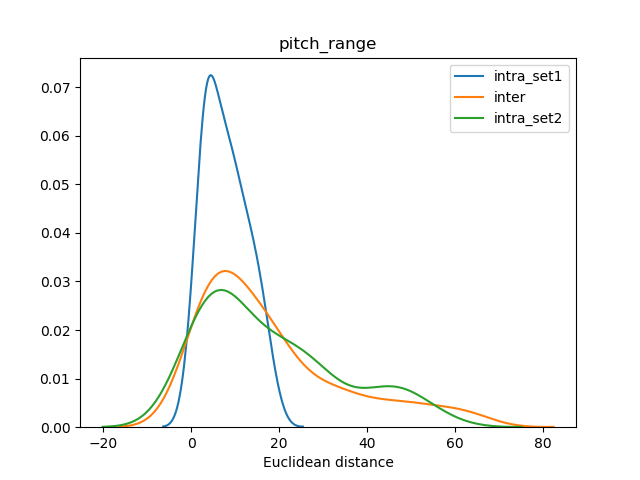 pitch_range
intra_set1
inter
intra_set2
0.07
0.06
0.05
0.04
0.03
0.02
0.01
0.00
−20 0 20 40 60 80
Euclidean distance